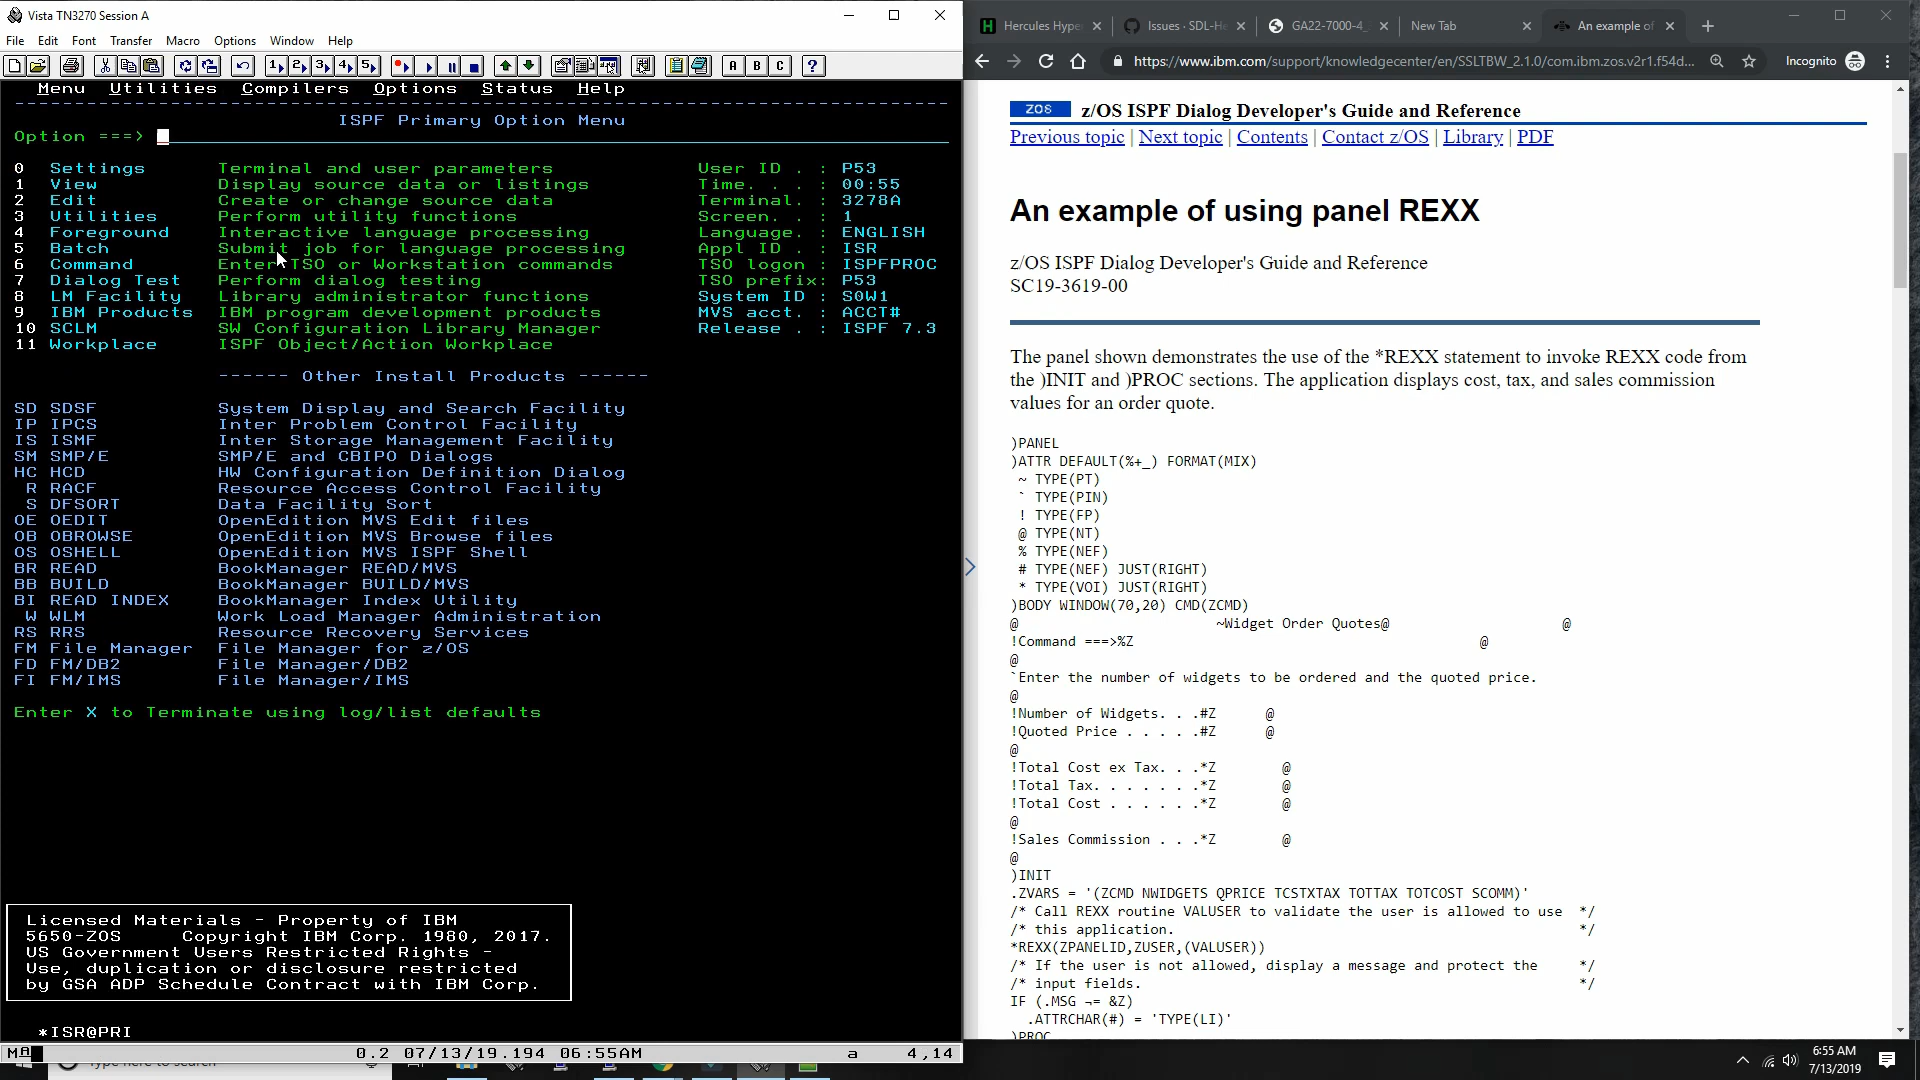 Vista TN3270 Session A
File Edit Font Transfer Macro Options Window Help
1 2 3 4 5 A B C ?
Menu Utilities Compilers Options Status Help
ISPF Primary Option Menu
Option ===>
0 Settings Terminal and user parameters User ID . : P53
1 View Display source data or listings Time. . . : 00:55
2 Edit Create or change source data Terminal. : 3278A
3 Utilities Perform utility functions Screen. . : 1
4 Foreground Interactive language processing Language. : ENGLISH
5 Batch Submit job for language processing Appl ID . : ISR
6 Command Enter TSO or Workstation commands TSO logon : ISPFPROC
7 Dialog Test Perform dialog testing TSO prefix: P53
8 LM Facility Library administrator functions System ID : S0W1
9 IBM Products IBM program development products MVS acct. : ACCT#
10 SCLM SW Configuration Library Manager Release . : ISPF 7.3
11 Workplace ISPF Object/Action Workplace
------ Other Install Products ------
SD SDSF System Display and Search Facility
IP IPCS Inter Problem Control Facility
IS ISMF Inter Storage Management Facility
SM SMP/E SMP/E and CBIPO Dialogs
HC HCD HW Configuration Definition Dialog
R RACF Resource Access Control Facility
S DFSORT Data Facility Sort
OE OEDIT OpenEdition MVS Edit files
OB OBROWSE OpenEdition MVS Browse files
OS OSHELL OpenEdition MVS ISPF Shell
BR READ BookManager READ/MVS
BB BUILD BookManager BUILD/MVS
BI READ INDEX BookManager Index Utility
W WLM Work Load Manager Administration
RS RRS Resource Recovery Services
FM File Manager File Manager for z/OS
FD FM/DB2 File Manager/DB2
FI FM/IMS File Manager/IMS
Enter X to Terminate using log/list defaults
Licensed Materials - Property of IBM
5650-ZOS Copyright IBM Corp. 1980, 2017.
US Government Users Restricted Rights -
Use, duplication or disclosure restricted
by GSA ADP Schedule Contract with IBM Corp.
*ISR@PRI
0.2 07/13/19.194 06:55AM a 4,14
Hercules Hype
Issues · SDL-He
GA22-7000-4_
New Tab
An example of
https://www.ibm.com/support/knowledgecenter/en/SSLTBW_2.1.0/com.ibm.zos.v2r1.f54d...
Incognito
z/OS z/OS ISPF Dialog Developer's Guide and Reference
Previous topic | Next topic | Contents | Contact z/OS | Library | PDF
An example of using panel REXX
z/OS ISPF Dialog Developer's Guide and Reference
SC19-3619-00
The panel shown demonstrates the use of the *REXX statement to invoke REXX code from
the )INIT and )PROC sections. The application displays cost, tax, and sales commission
values for an order quote.
)PANEL
)ATTR DEFAULT(%+_) FORMAT(MIX)
~ TYPE(PT)
` TYPE(PIN)
! TYPE(FP)
@ TYPE(NT)
% TYPE(NEF)
# TYPE(NEF) JUST(RIGHT)
* TYPE(VOI) JUST(RIGHT)
)BODY WINDOW(70,20) CMD(ZCMD)
@ ~Widget Order Quotes@ @
!Command ===>%Z @
@
`Enter the number of widgets to be ordered and the quoted price.
@
!Number of Widgets. . .#Z @
!Quoted Price . . . . .#Z @
@
!Total Cost ex Tax. . .*Z @
!Total Tax. . . . . . .*Z @
!Total Cost . . . . . .*Z @
@
!Sales Commission . . .*Z @
@
)INIT
.ZVARS = '(ZCMD NWIDGETS QPRICE TCSTXTAX TOTTAX TOTCOST SCOMM)'
/* Call REXX routine VALUSER to validate the user is allowed to use */
/* this application. */
*REXX(ZPANELID,ZUSER,(VALUSER))
/* If the user is not allowed, display a message and protect the */
/* input fields. */
IF (.MSG ¬= &Z)
.ATTRCHAR(#) = 'TYPE(LI)'
)PROC
6:55 AM
7/13/2019